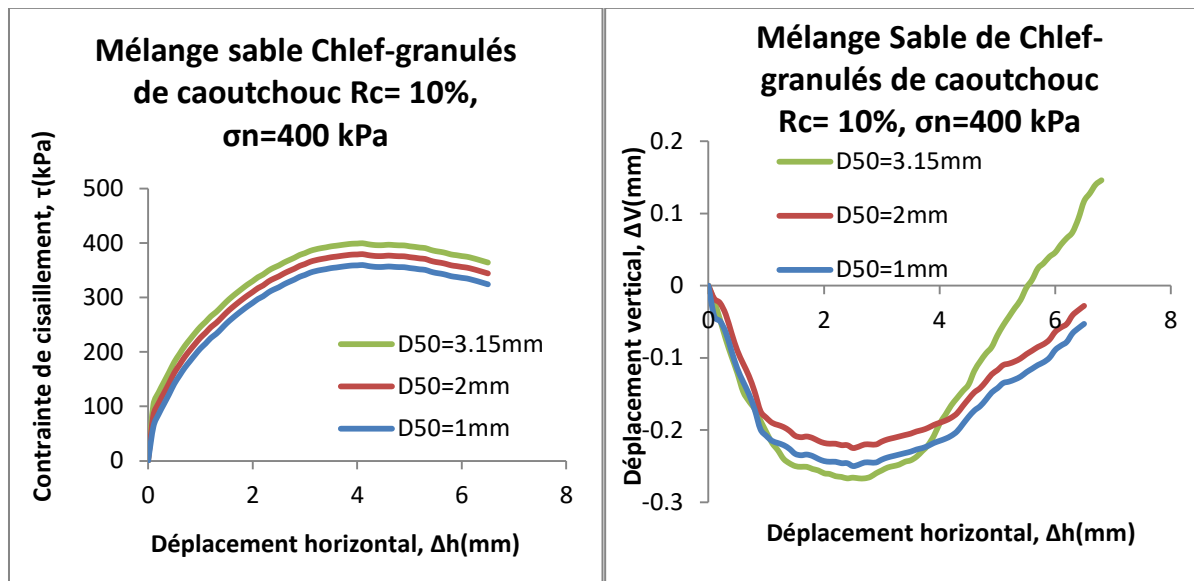 Mélange sable Chlef-granulés
de caoutchouc Rc= 10%,
σn=400 kPa
Contrainte de cisaillement, τ(kPa)
500
400
300
200
100
0
D50=3.15mm
D50=2mm
D50=1mm
0 2 4 6 8
Déplacement horizontal, Δh(mm)
Mélange Sable de Chlef-
granulés de caoutchouc
Rc= 10%, σn=400 kPa
Déplacement vertical, ΔV(mm)
0.2
0.1
0
-0.1
-0.2
-0.3
D50=3.15mm
D50=2mm
D50=1mm
0 2 4 6 8
Déplacement horizontal, Δh(mm)